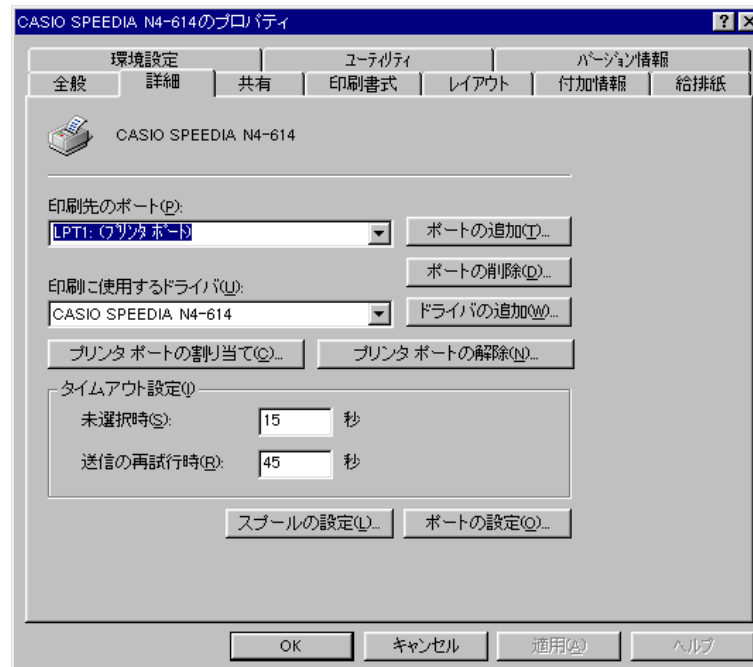 CASIO SPEEDIA N4-614のプロパティ
環境設定 ユーティリティ バージョン情報
全般 詳細 共有 印刷書式 レイアウト 付加情報 給排紙
CASIO SPEEDIA N4-614
印刷先のポート(P):
LPT1: (プリンタ ポート) ポートの追加(T)...
ポートの削除(D)...
印刷に使用するドライバ(U):
CASIO SPEEDIA N4-614 ドライバの追加(W)...
プリンタ ポートの割り当て(C)... プリンタ ポートの解除(N)...
タイムアウト設定(I)
未選択時(S): 15 秒
送信の再試行時(R): 45 秒
スプールの設定(L)... ポートの設定(O)...
OK キャンセル 適用(A) ヘルプ